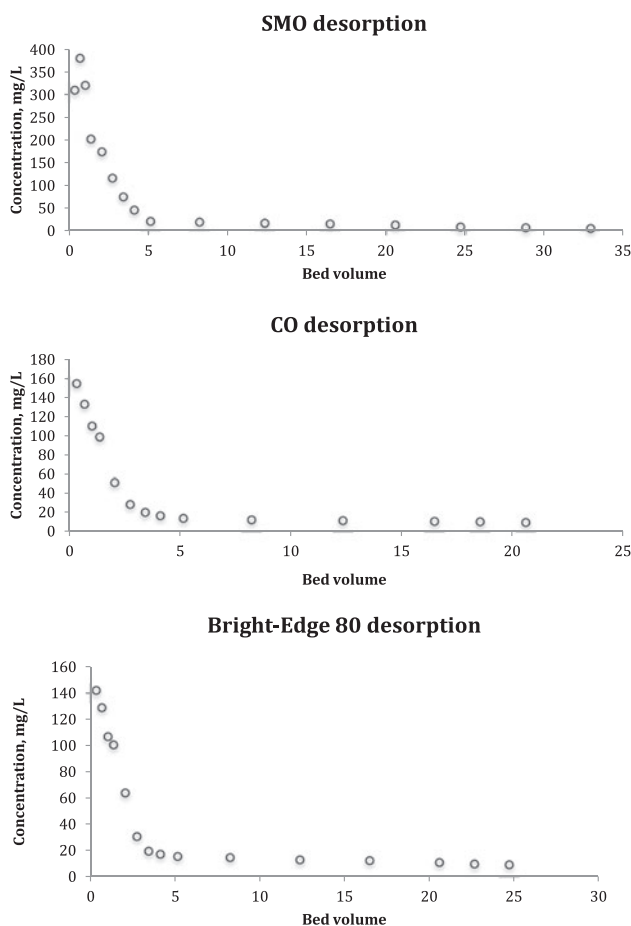 SMO desorption
400
350
300
250
200
150
100
50
0
Concentration, mg/L
0 5 10 15 20 25 30 35
Bed volume
CO desorption
180
160
140
120
100
80
60
40
20
0
Concentration, mg/L
0 5 10 15 20 25
Bed volume
Bright-Edge 80 desorption
160
140
120
100
80
60
40
20
0
Concentration, mg/L
0 5 10 15 20 25 30
Bed volume